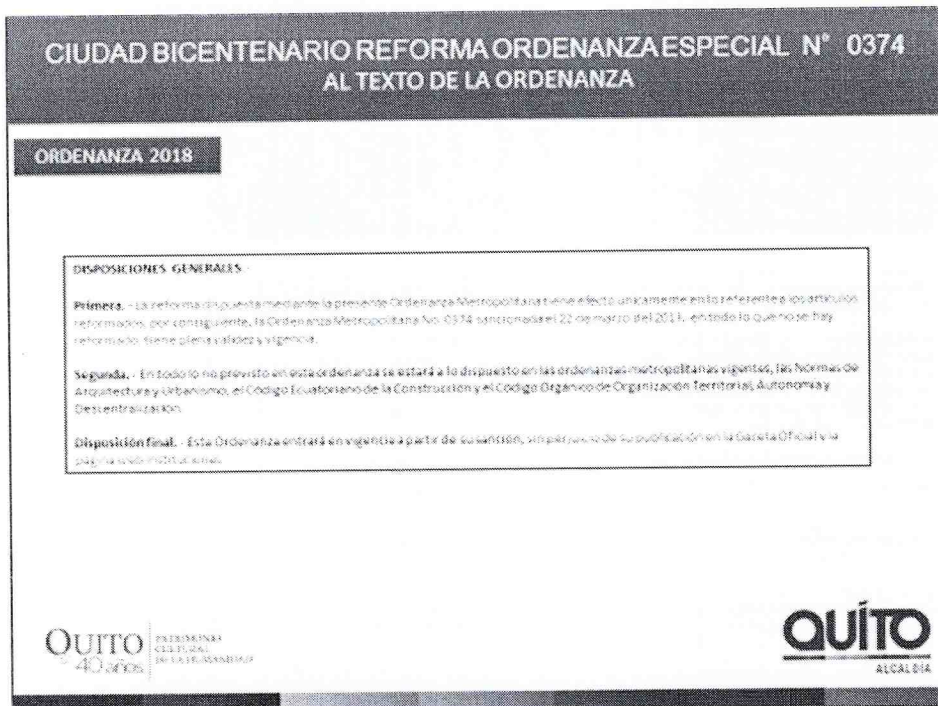 CIUDAD BICENTENARIO REFORMA ORDENANZA ESPECIAL N° 0374
AL TEXTO DE LA ORDENANZA
ORDENANZA 2018
DISPOSICIONES GENERALES
Primera. - La reforma dispuesta mediante la presente Ordenanza Metropolitana tiene efecto únicamente en lo referente a los artículos
reformados, por consiguiente, la Ordenanza Metropolitana No. 0374 sancionada el 22 de marzo del 2013, en todo lo que no se hay
reformado, tiene plena validez y vigencia.
Segunda. - En todo lo no previsto en esta ordenanza se estará a lo dispuesto en las ordenanzas metropolitanas vigentes, las Normas de
Arquitectura y Urbanismo, el Código Ecuatoriano de la Construcción y el Código Orgánico de Organización Territorial, Autonomía y
Descentralización.
Disposición final. - Esta Ordenanza entrará en vigencia a partir de su sanción, sin perjuicio de su publicación en la Gaceta Oficial y la
página web institucional.
QUITO
40 años
PATRIMONIO
CULTURAL
DE LA HUMANIDAD
QUITO
ALCALDÍA